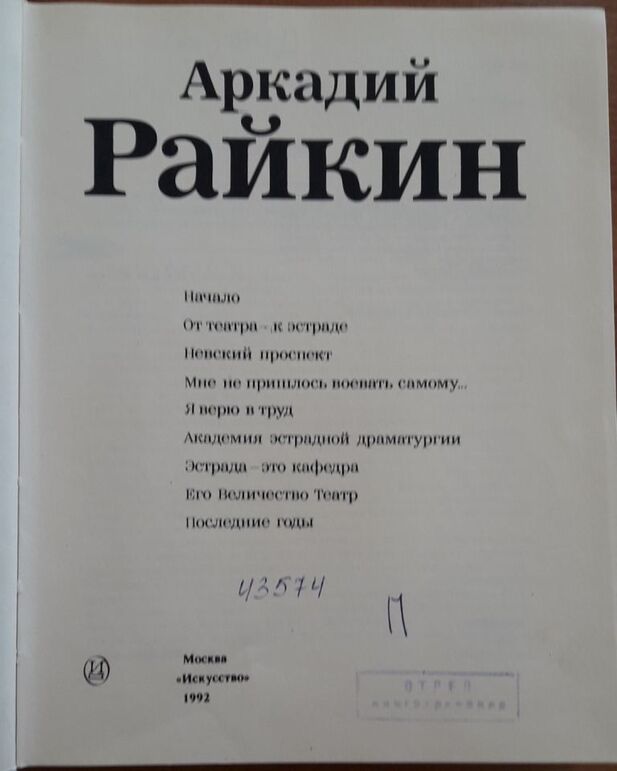 Аркадий
Райкин
Начало
От театра – к эстраде
Невский проспект
Мне не пришлось воевать самому...
Я верю в труд
Академия эстрадной драматургии
Эстрада – это кафедра
Его Величество Театр
Последние годы
43574
П
Москва
«Искусство»
1992
ОТДЕЛ